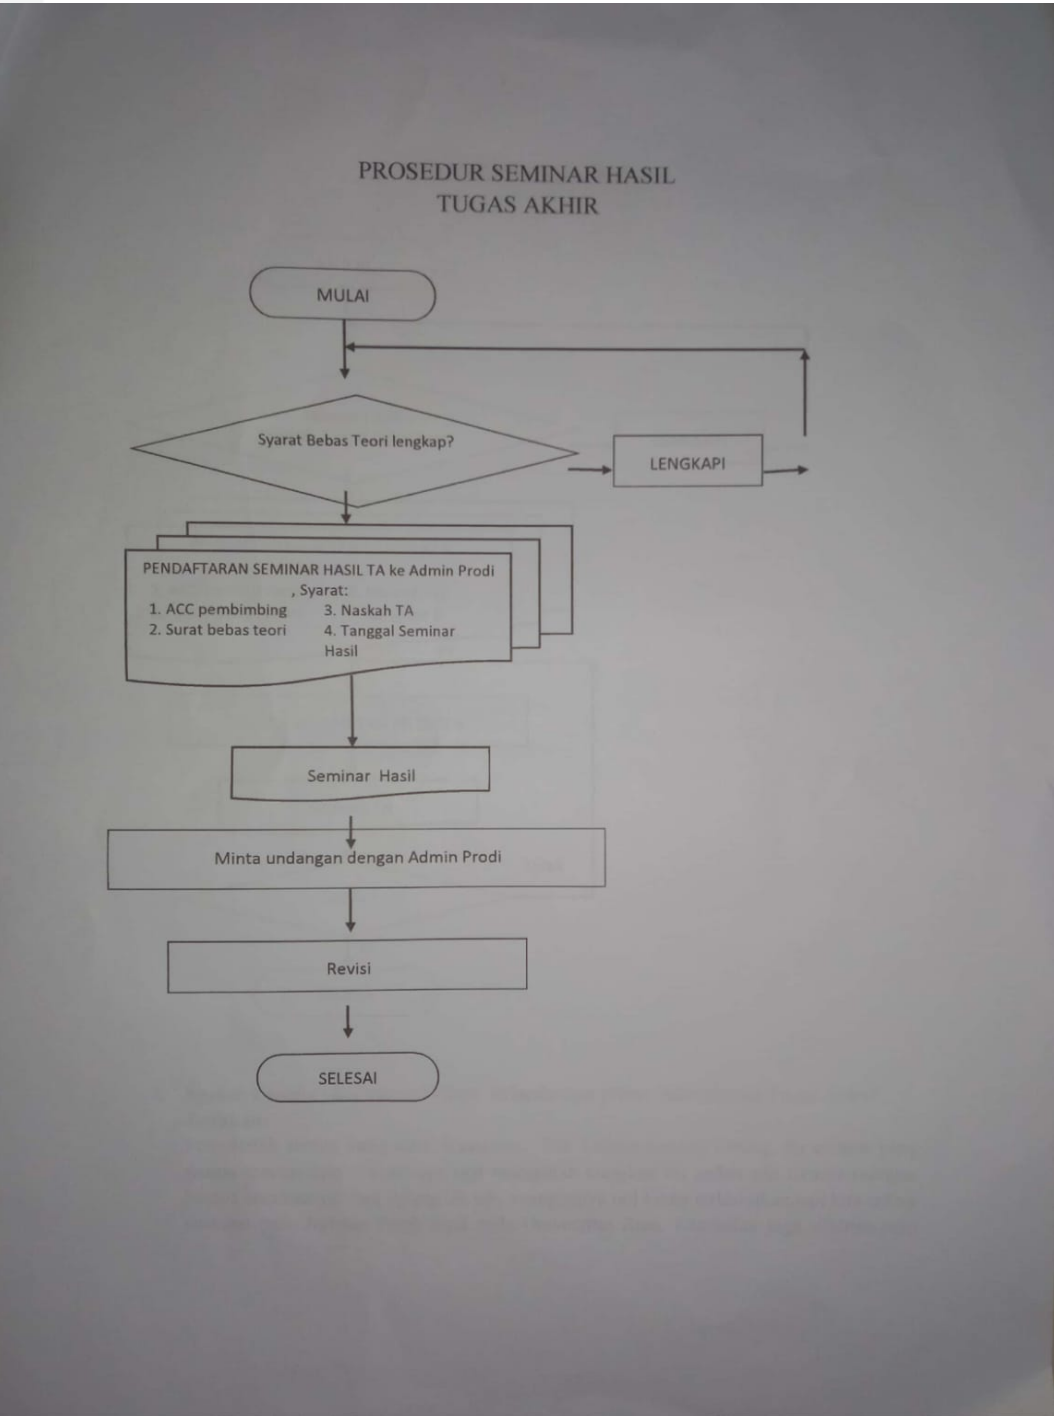 PROSEDUR SEMINAR HASIL
TUGAS AKHIR
MULAI
Syarat Bebas Teori lengkap?
LENGKAPI
PENDAFTARAN SEMINAR HASIL TA ke Admin Prodi
, Syarat:
1. ACC pembimbing
2. Surat bebas teori
3. Naskah TA
4. Tanggal Seminar
Hasil
Seminar Hasil
Minta undangan dengan Admin Prodi
Revisi
SELESAI